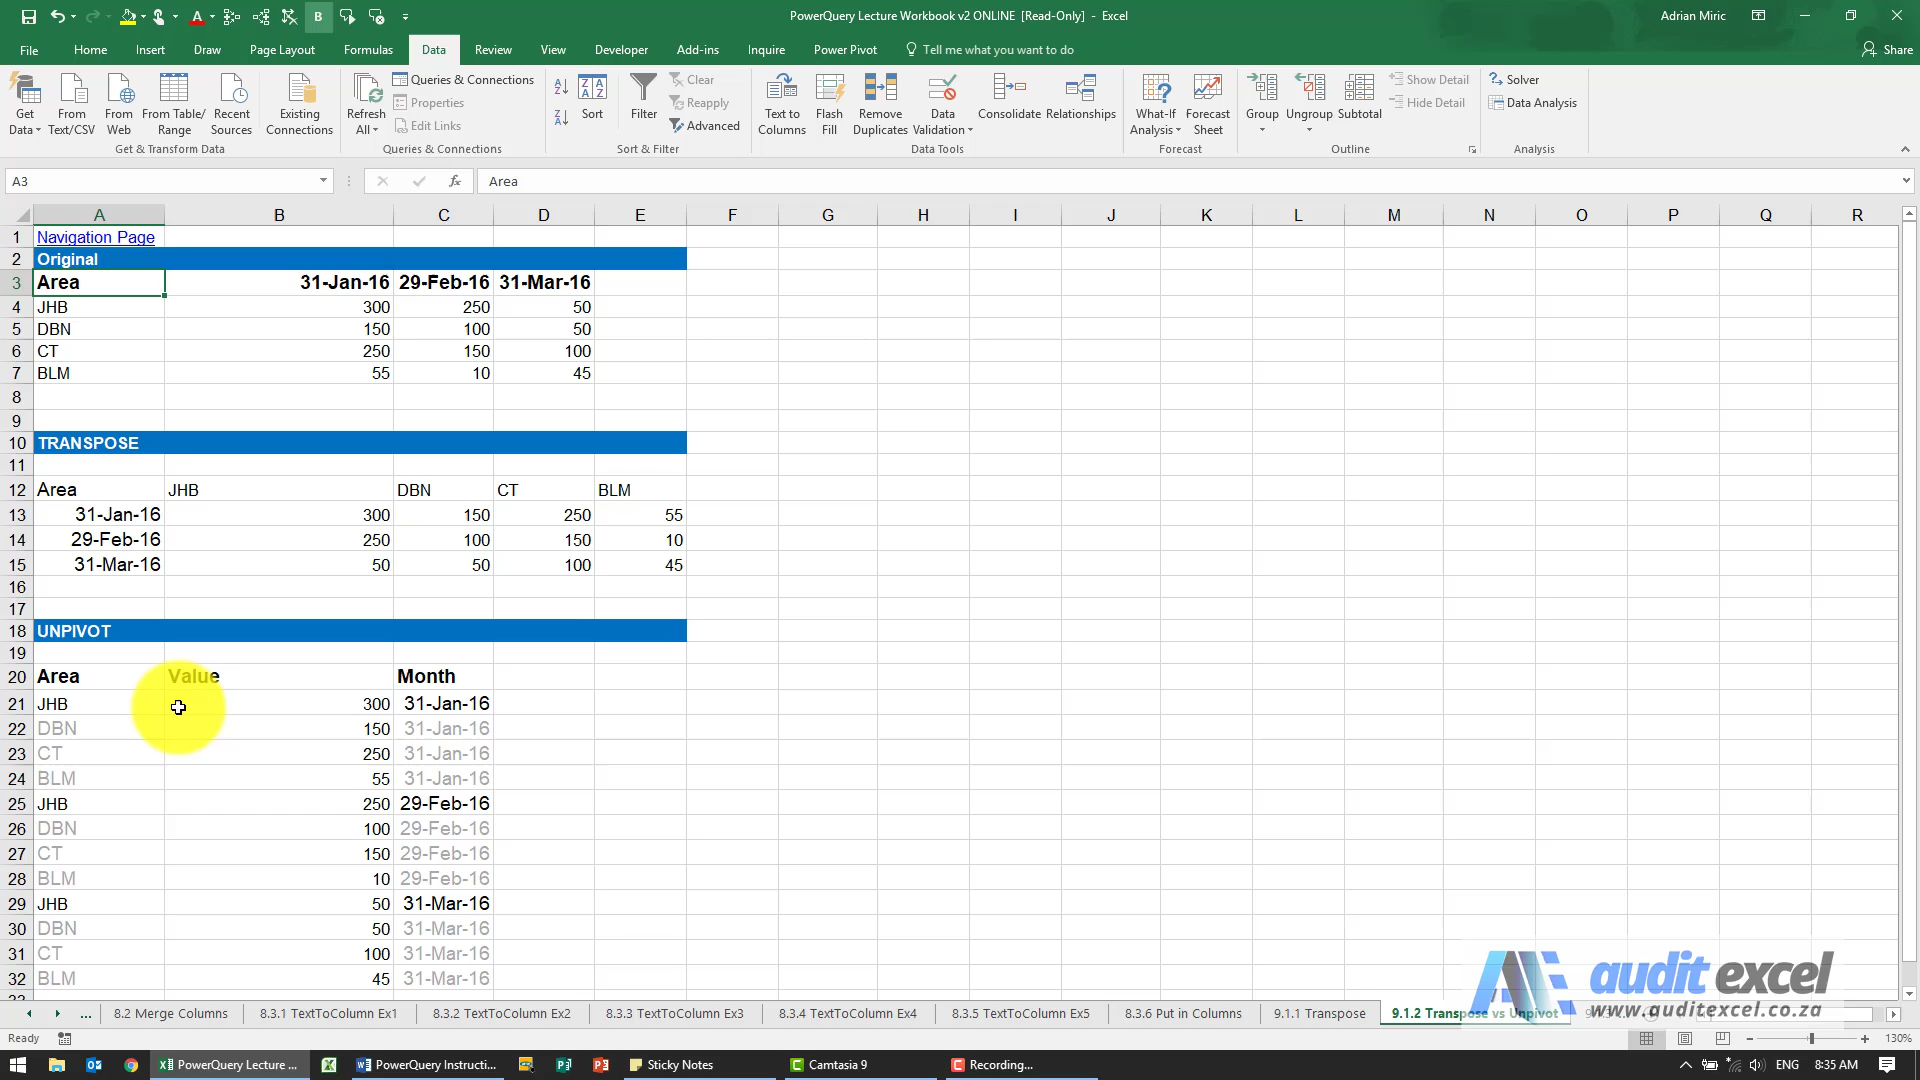 PowerQuery Lecture Workbook v2 ONLINE [Read-Only] - Excel
Adrian Miric
File Home Insert Draw Page Layout Formulas Data Review View Developer Add-ins Inquire Power Pivot Tell me what you want to do Share
Get Data
From Text/CSV
From Web
From Table/ Range
Recent Sources
Existing Connections
Get & Transform Data
Refresh All
Queries & Connections
Properties
Edit Links
Queries & Connections
Sort
Filter
Clear
Reapply
Advanced
Sort & Filter
Text to Columns
Flash Fill
Remove Duplicates
Data Validation
Consolidate
Relationships
Data Tools
What-If Analysis
Forecast Sheet
Forecast
Group
Ungroup
Subtotal
Show Detail
Hide Detail
Outline
Solver
Data Analysis
Analysis
A3 fx Area
A B C D E F G H I J K L M N O P Q R
1 Navigation Page
2 Original
3 Area 31-Jan-16 29-Feb-16 31-Mar-16
4 JHB 300 250 50
5 DBN 150 100 50
6 CT 250 150 100
7 BLM 55 10 45
8
9
10 TRANSPOSE
11
12 Area JHB DBN CT BLM
13 31-Jan-16 300 150 250 55
14 29-Feb-16 250 100 150 10
15 31-Mar-16 50 50 100 45
16
17
18 UNPIVOT
19
20 Area Value Month
21 JHB 300 31-Jan-16
22 DBN 150 31-Jan-16
23 CT 250 31-Jan-16
24 BLM 55 31-Jan-16
25 JHB 250 29-Feb-16
26 DBN 100 29-Feb-16
27 CT 150 29-Feb-16
28 BLM 10 29-Feb-16
29 JHB 50 31-Mar-16
30 DBN 50 31-Mar-16
31 CT 100 31-Mar-16
32 BLM 45 31-Mar-16
audit excel
www.auditexcel.co.za
... 8.2 Merge Columns 8.3.1 TextToColumn Ex1 8.3.2 TextToColumn Ex2 8.3.3 TextToColumn Ex3 8.3.4 TextToColumn Ex4 8.3.5 TextToColumn Ex5 8.3.6 Put in Columns 9.1.1 Transpose 9.1.2 Transpose vs Unpivot
Ready 130%
PowerQuery Lecture ... PowerQuery Instructi... Sticky Notes Camtasia 9 Recording... ENG 8:35 AM